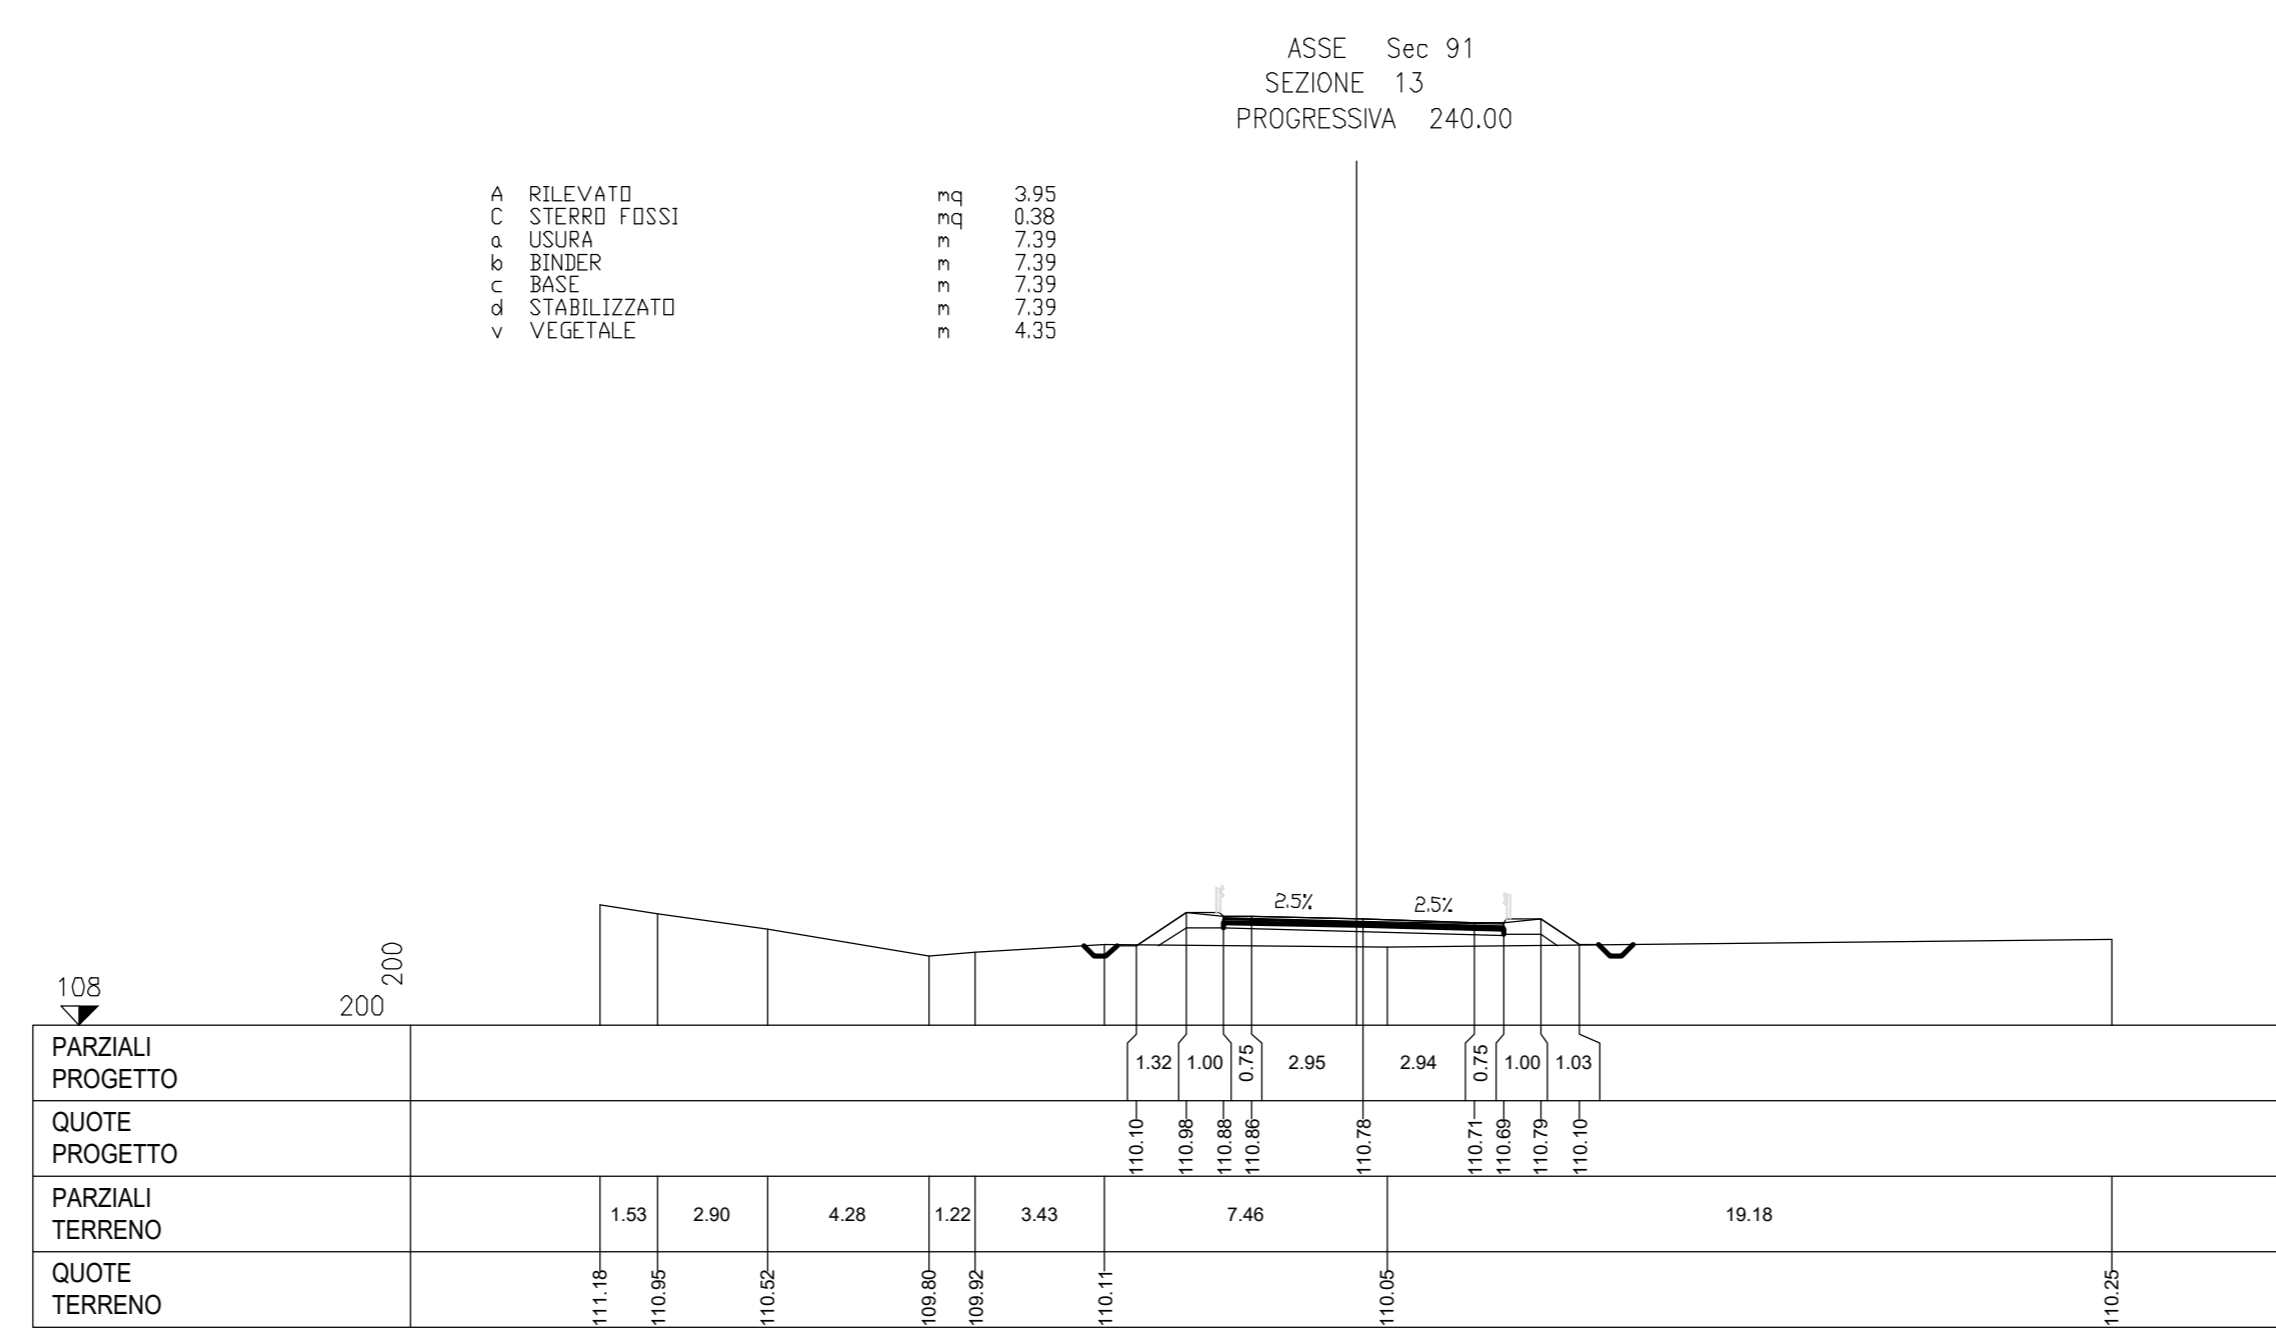 ASSE Sec 91
SEZIONE 13
PROGRESSIVA 240.00
A RILEVATO mq 3.95
C STERRO FOSSI mq 0.38
a USURA m 7.39
b BINDER m 7.39
c BASE m 7.39
d STABILIZZATO m 7.39
v VEGETALE m 4.35
2.5% 2.5%
108
200
200
PARZIALI
PROGETTO
1.32 1.00 0.75 2.95 2.94 0.75 1.00 1.03
QUOTE
PROGETTO
110.10 110.98 110.88 110.86 110.78 110.71 110.69 110.79 110.10
PARZIALI
TERRENO
1.53 2.90 4.28 1.22 3.43 7.46 19.18
QUOTE
TERRENO
111.18 110.95 110.52 109.80 109.92 110.11 110.05 110.25